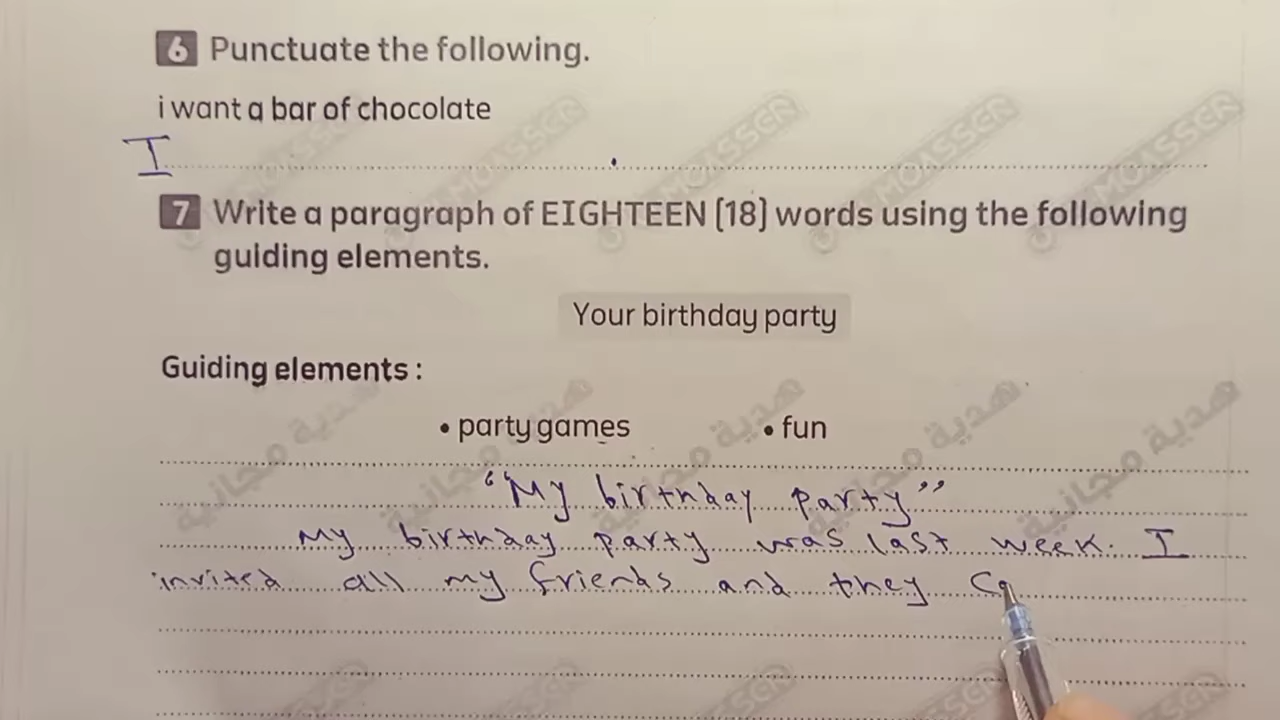 6 Punctuate the following.
i want a bar of chocolate
I .
7 Write a paragraph of EIGHTEEN (18) words using the following
guiding elements.
Your birthday party
Guiding elements :
• party games • fun
"My birthday party"
My birthday party was last week. I
invited all my friends and they